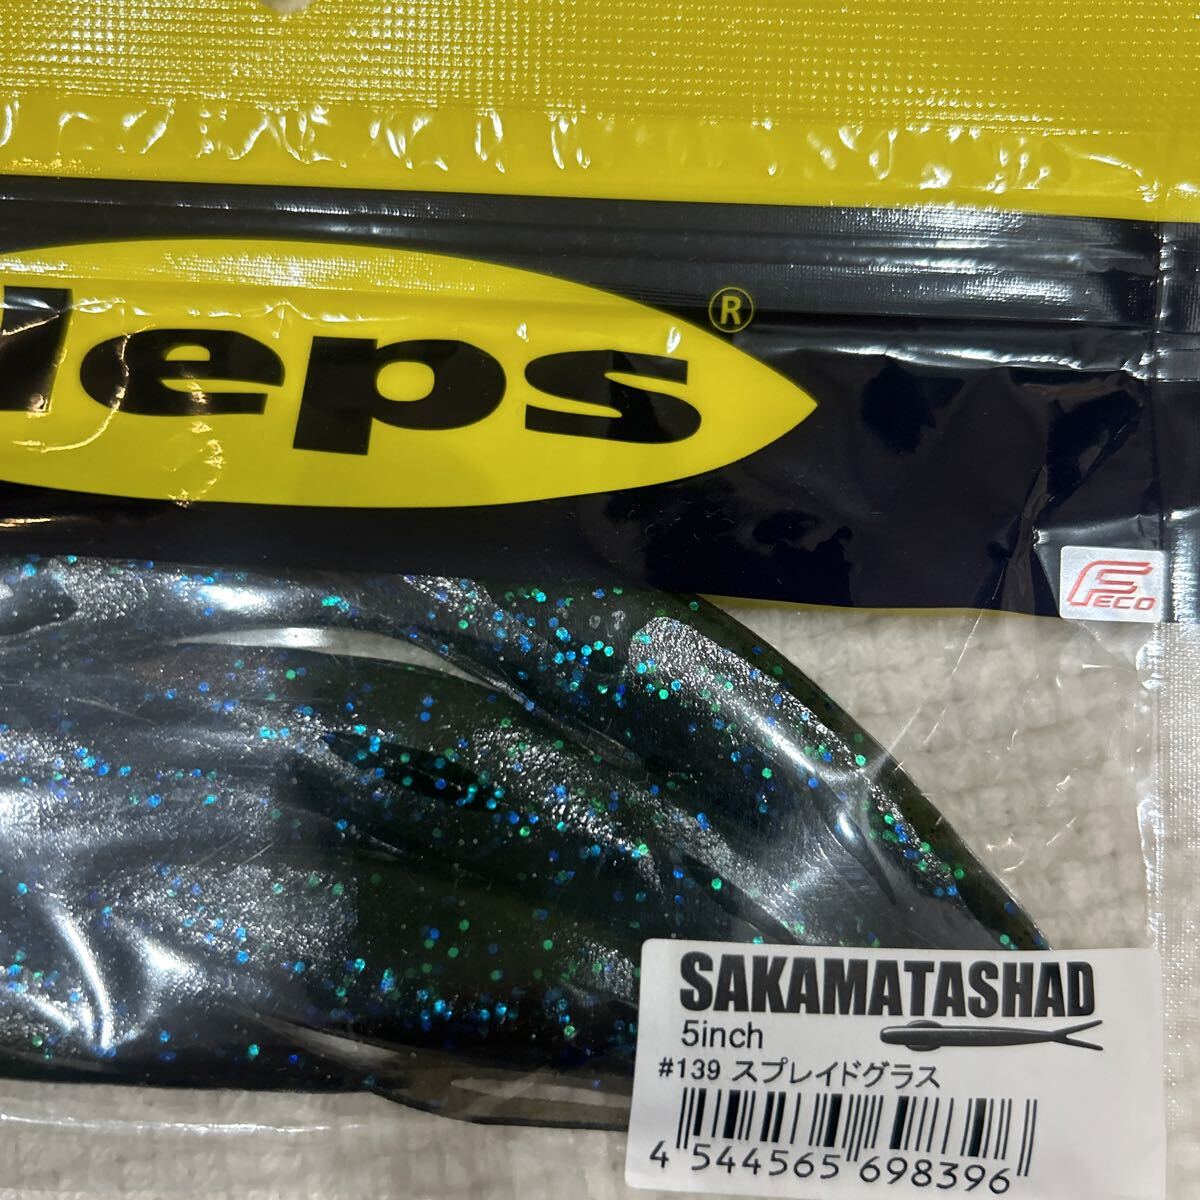 deps
®
FECO
SAKAMATASHAD
5inch
#139 スプレイドグラス
4 544565 698396